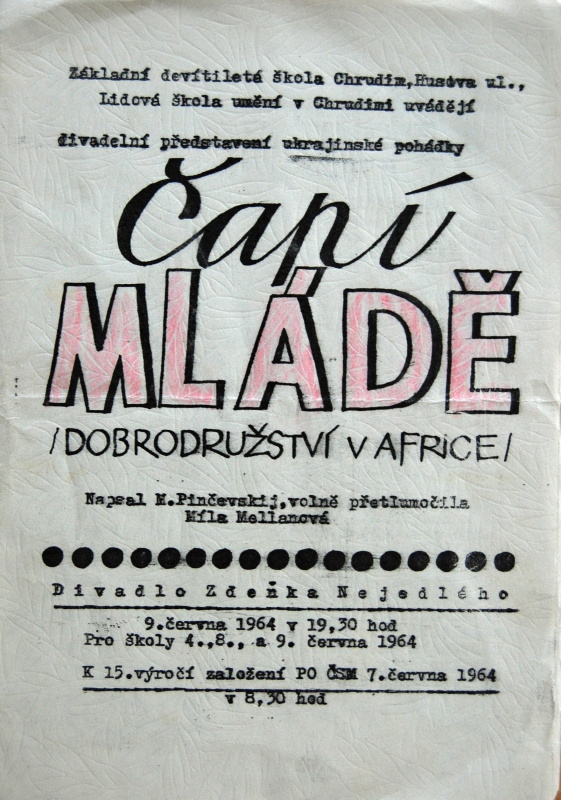 Základní devítiletá škola Chrudim,Husova ul.,
Lidová škola umění v Chrudimi uvádějí
divadelní představení ukrajinské pohádky
Čapí
MLÁDĚ
/DOBRODRUŽSTVÍ V AFRICE/
Napsal M.Pinčevskij,volně přetlumočila
Míla Mellanová
Divadlo Zdeňka Nejedlého
9.června 1964 v 19,30 hod
Pro školy 4.,8., a 9. června 1964
K 15.výročí založení PO ČSM 7.června 1964
v 8,30 hod